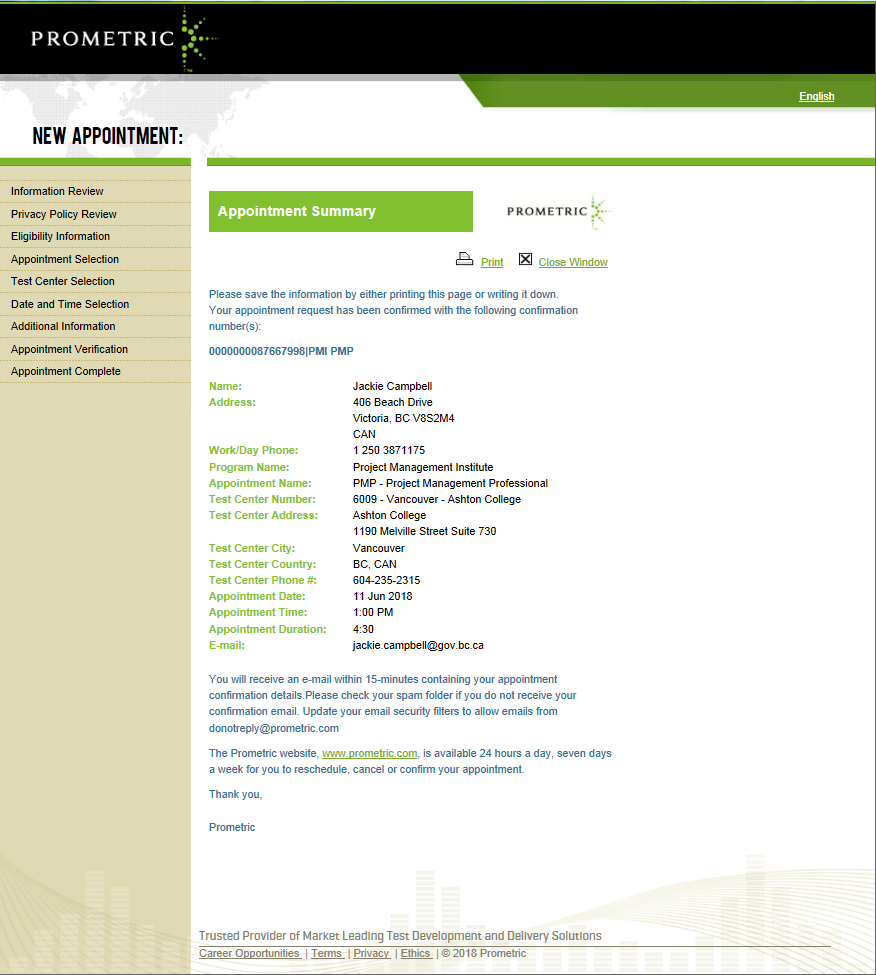 PROMETRIC
TM
English
NEW APPOINTMENT:
Information Review
Privacy Policy Review
Eligibility Information
Appointment Selection
Test Center Selection
Date and Time Selection
Additional Information
Appointment Verification
Appointment Complete
Appointment Summary
PROMETRIC
Print Close Window
Please save the information by either printing this page or writing it down.
Your appointment request has been confirmed with the following confirmation
number(s):
0000000087667998|PMI PMP
Name: Jackie Campbell
Address: 406 Beach Drive
Victoria, BC V8S2M4
CAN
Work/Day Phone: 1 250 3871175
Program Name: Project Management Institute
Appointment Name: PMP - Project Management Professional
Test Center Number: 6009 - Vancouver - Ashton College
Test Center Address: Ashton College
1190 Melville Street Suite 730
Test Center City: Vancouver
Test Center Country: BC, CAN
Test Center Phone #: 604-235-2315
Appointment Date: 11 Jun 2018
Appointment Time: 1:00 PM
Appointment Duration: 4:30
E-mail: jackie.campbell@gov.bc.ca
You will receive an e-mail within 15-minutes containing your appointment
confirmation details.Please check your spam folder if you do not receive your
confirmation email. Update your email security filters to allow emails from
donotreply@prometric.com
The Prometric website, www.prometric.com, is available 24 hours a day, seven days
a week for you to reschedule, cancel or confirm your appointment.
Thank you,
Prometric
Trusted Provider of Market Leading Test Development and Delivery Solutions
Career Opportunities | Terms | Privacy | Ethics | © 2018 Prometric